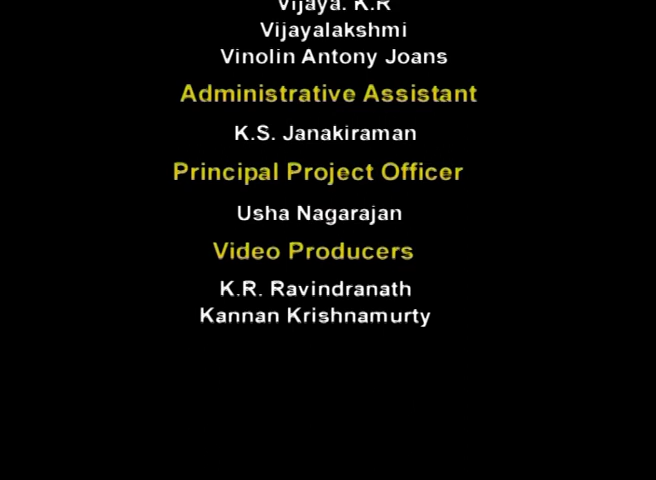 Vijaya. K.R
Vijayalakshmi
Vinolin Antony Joans
Administrative Assistant
K.S. Janakiraman
Principal Project Officer
Usha Nagarajan
Video Producers
K.R. Ravindranath
Kannan Krishnamurty